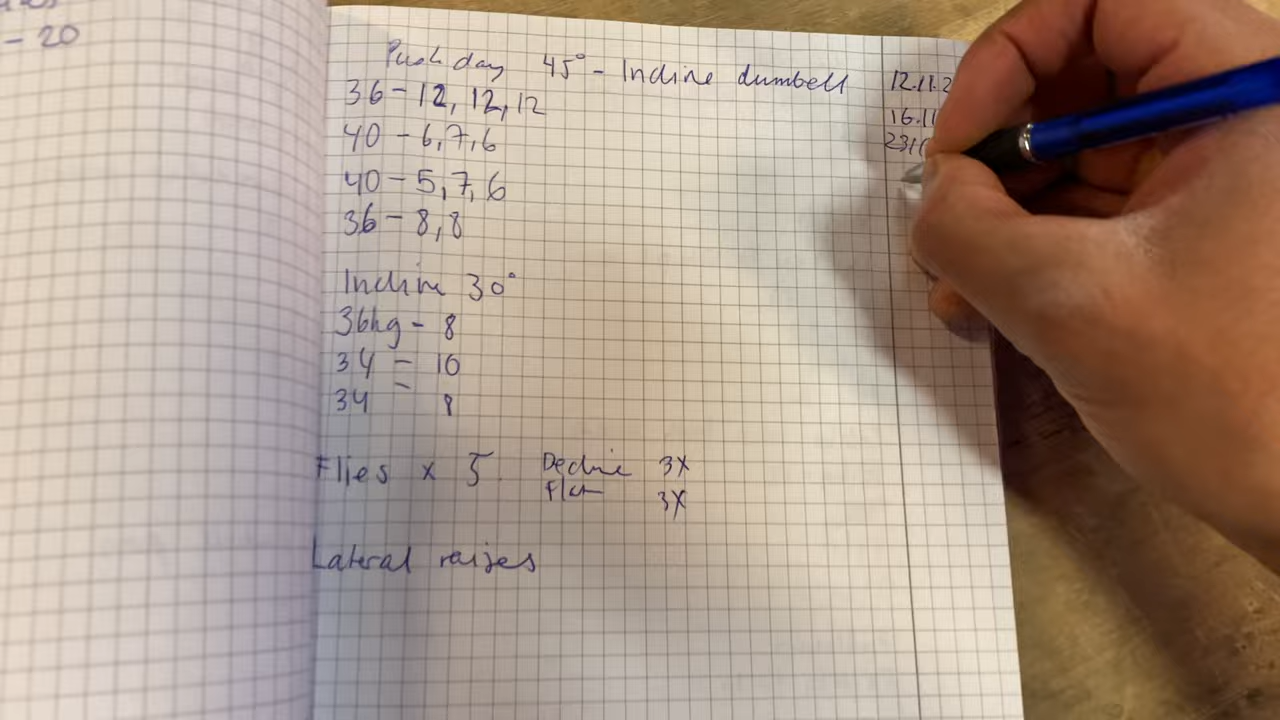 - 20
Push day 45° - Incline dumbell
36 - 12, 12, 12
40 - 6,7,6
40 - 5,7,6
36 - 8,8
Incline 30°
36kg - 8
34 - 10
34 - 8
Flies x 5. Decline 3X
Flat 3X
Lateral raises
12.11.2
16.11
23.1